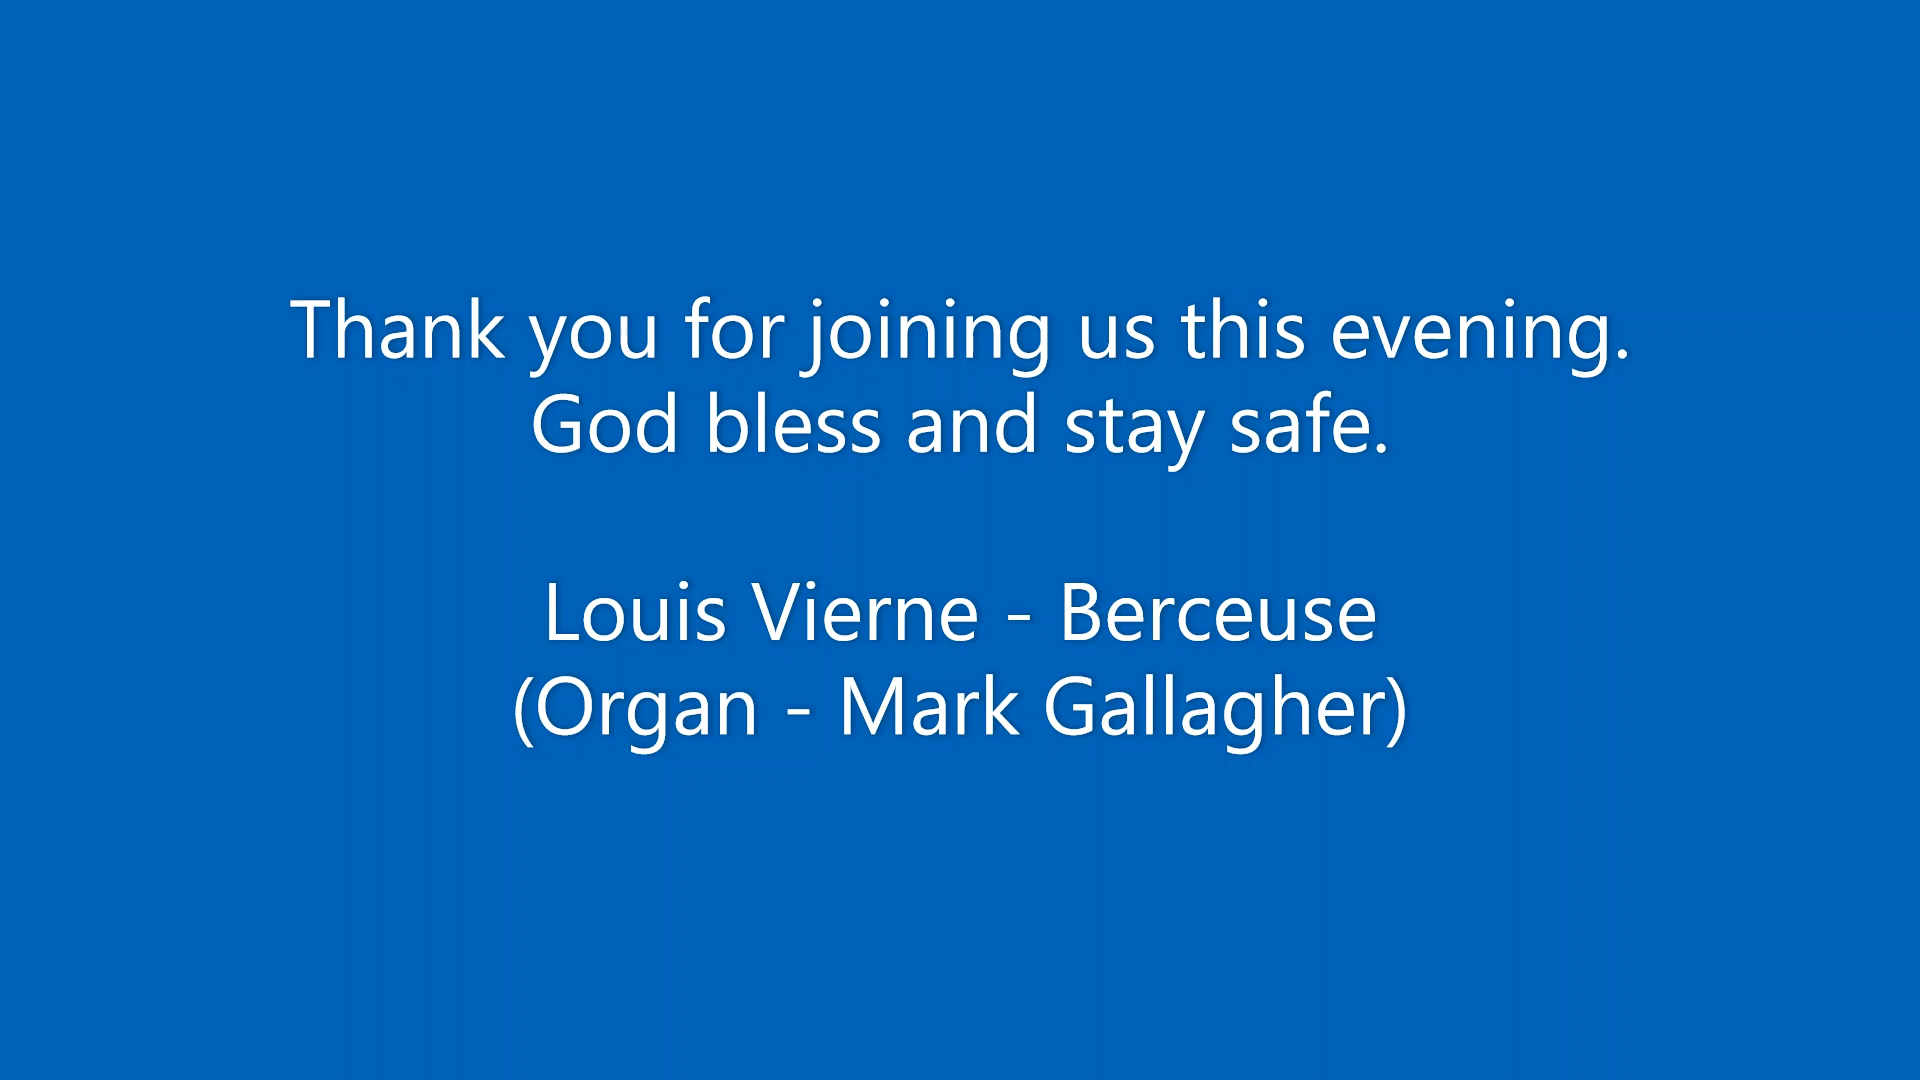 Thank you for joining us this evening.
God bless and stay safe.
Louis Vierne - Berceuse
(Organ - Mark Gallagher)